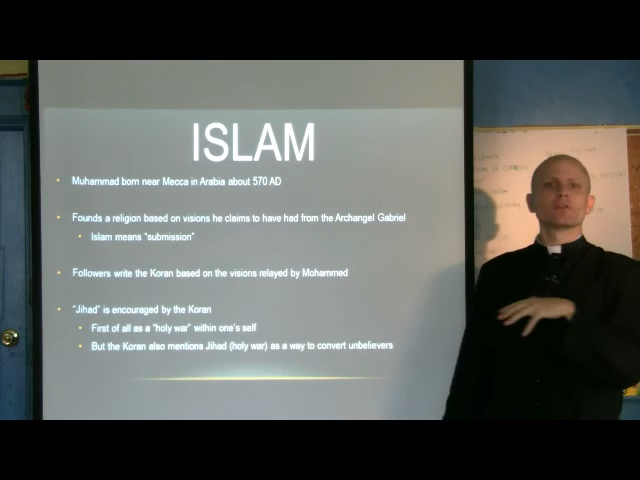 ISLAM
• Muhammad born near Mecca in Arabia about 570 AD
• Founds a religion based on visions he claims to have had from the Archangel Gabriel
• Islam means “submission”
• Followers write the Koran based on the visions relayed by Mohammed
• “Jihad” is encouraged by the Koran
• First of all as a “holy war” within one's self
• But the Koran also mentions Jihad (holy war) as a way to convert unbelievers